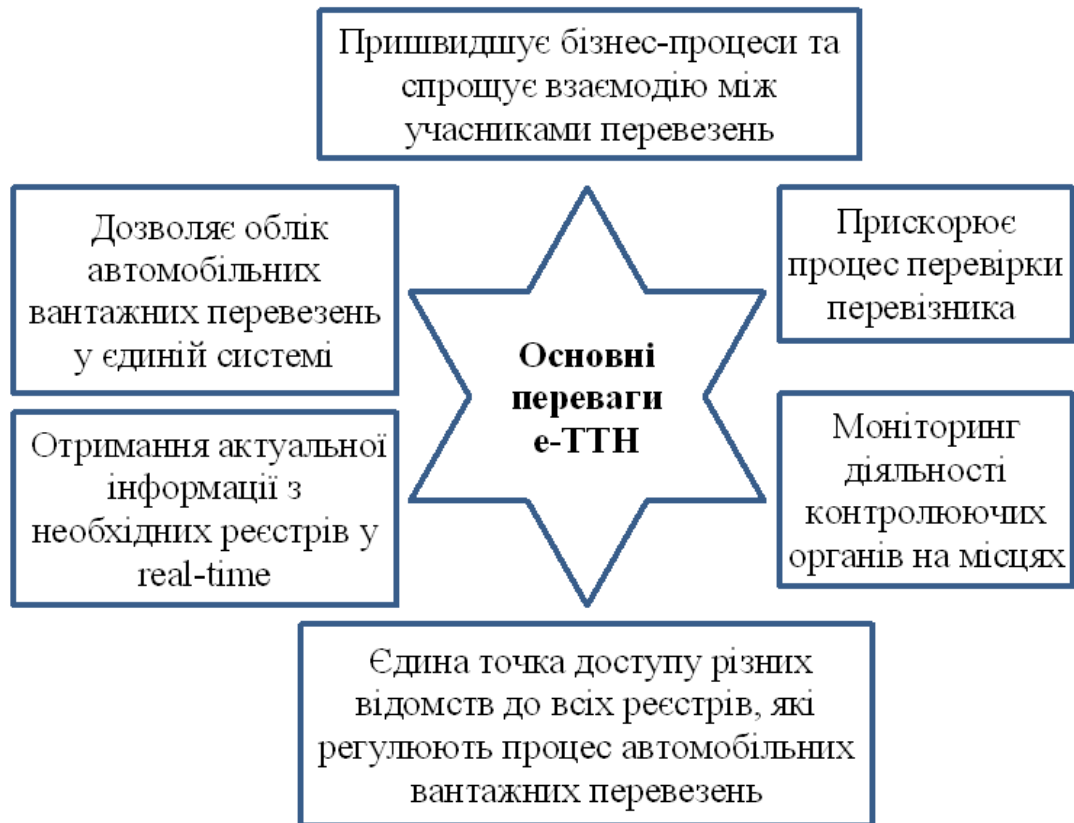 Пришвидшує бізнес-процеси та
спрощує взаємодію між
учасниками перевезень
Дозволяє облік
автомобільних
вантажних перевезень
у єдиній системі
Прискорює
процес перевірки
перевізника
Основні
переваги
е-ТТН
Отримання актуальної
інформації з
необхідних реєстрів у
real-time
Моніторинг
діяльності
контролюючих
органів на місцях
Єдина точка доступу різних
відомств до всіх реєстрів, які
регулюють процес автомобільних
вантажних перевезень